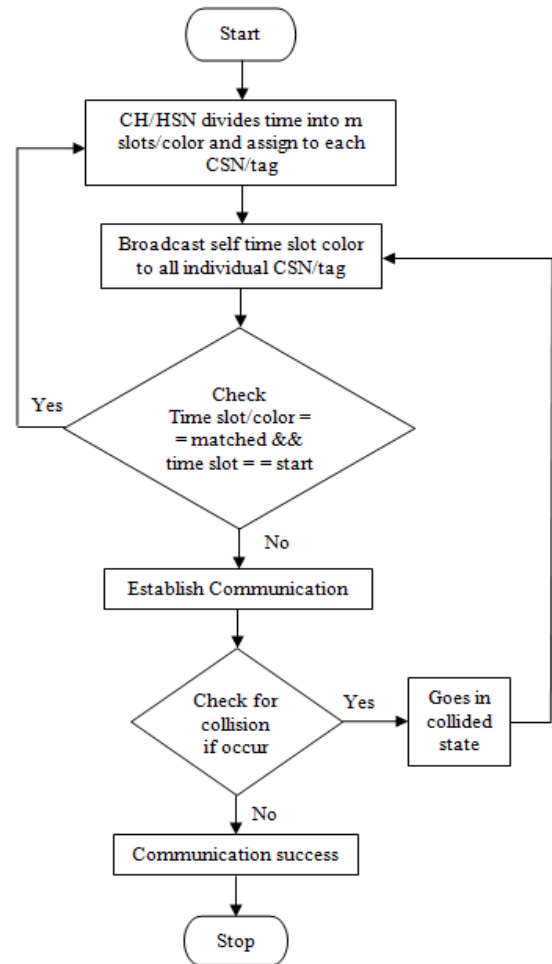 Start
CH/HSN divides time into m
slots/color and assign to each
CSN/tag
Broadcast self time slot color
to all individual CSN/tag
Check
Time slot/color =
= matched &&
time slot = = start
Yes
No
Establish Communication
Check for
collision
if occur
Yes
Goes in
collided
state
No
Communication success
Stop